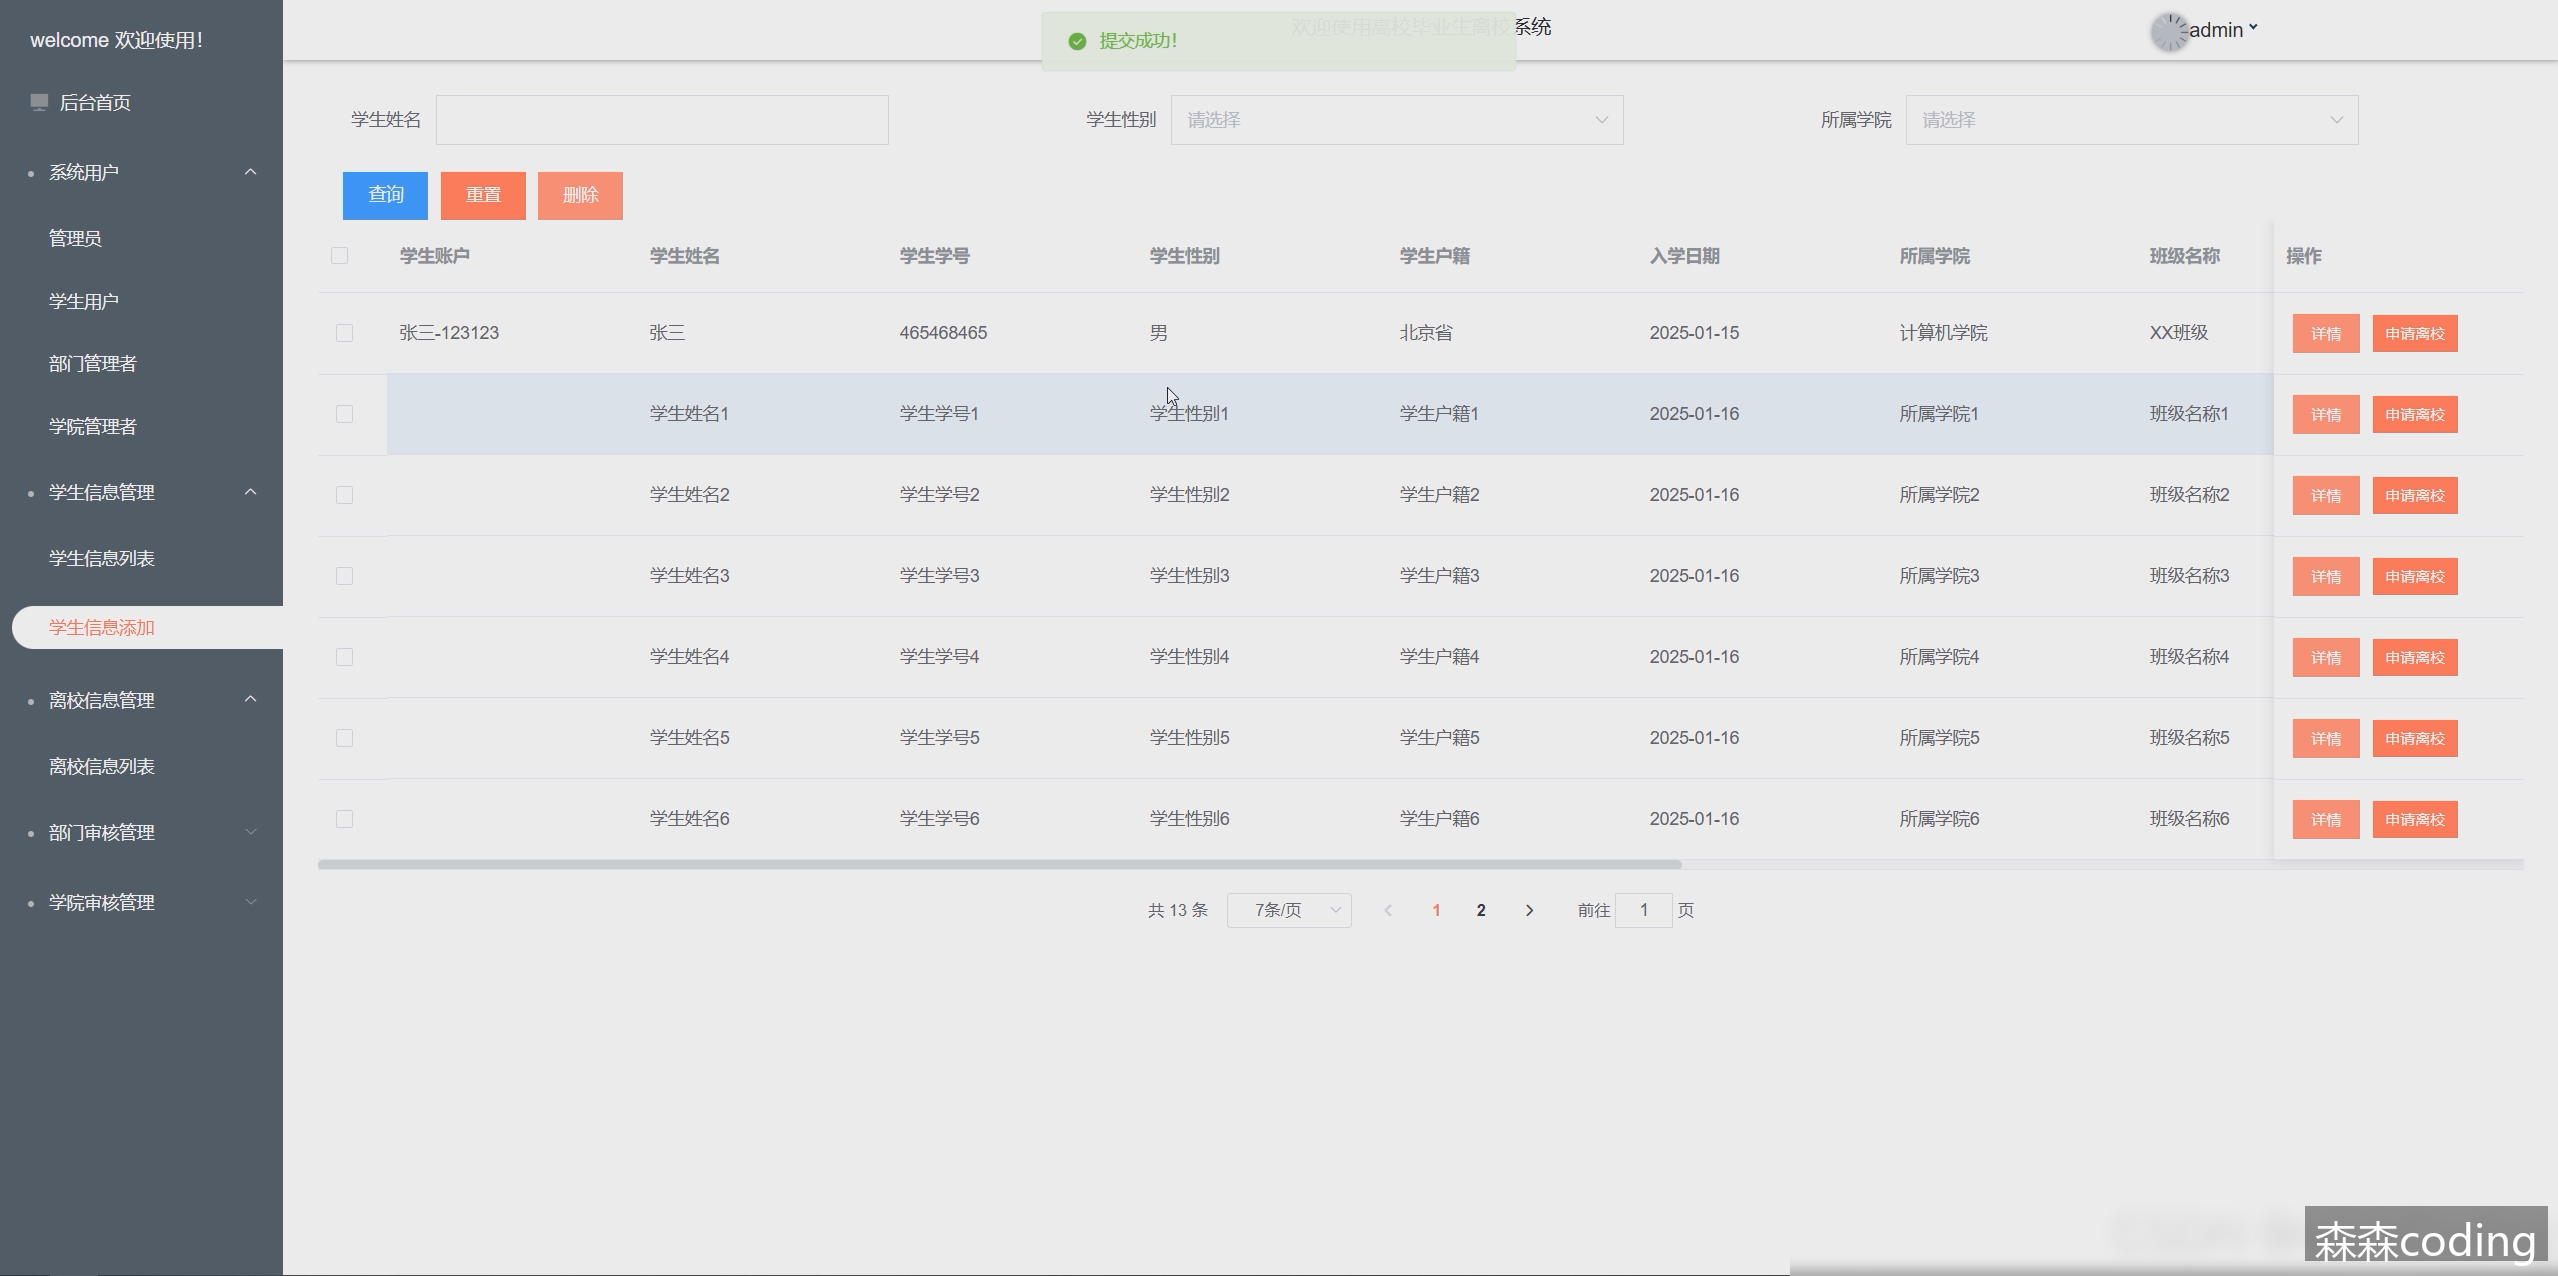 welcome 欢迎使用！
后台首页
系统用户
管理员
学生用户
部门管理者
学院管理者
学生信息管理
学生信息列表
学生信息添加
离校信息管理
离校信息列表
部门审核管理
学院审核管理
欢迎使用高校毕业生离校系统
提交成功！
admin
学生姓名
学生性别 请选择
所属学院 请选择
查询 重置 删除
学生账户 学生姓名 学生学号 学生性别 学生户籍 入学日期 所属学院 班级名称 操作
张三-123123 张三 465468465 男 北京省 2025-01-15 计算机学院 XX班级 详情 申请离校
学生姓名1 学生学号1 学生性别1 学生户籍1 2025-01-16 所属学院1 班级名称1 详情 申请离校
学生姓名2 学生学号2 学生性别2 学生户籍2 2025-01-16 所属学院2 班级名称2 详情 申请离校
学生姓名3 学生学号3 学生性别3 学生户籍3 2025-01-16 所属学院3 班级名称3 详情 申请离校
学生姓名4 学生学号4 学生性别4 学生户籍4 2025-01-16 所属学院4 班级名称4 详情 申请离校
学生姓名5 学生学号5 学生性别5 学生户籍5 2025-01-16 所属学院5 班级名称5 详情 申请离校
学生姓名6 学生学号6 学生性别6 学生户籍6 2025-01-16 所属学院6 班级名称6 详情 申请离校
共 13 条 7条/页 1 2 前往 1 页
森森coding